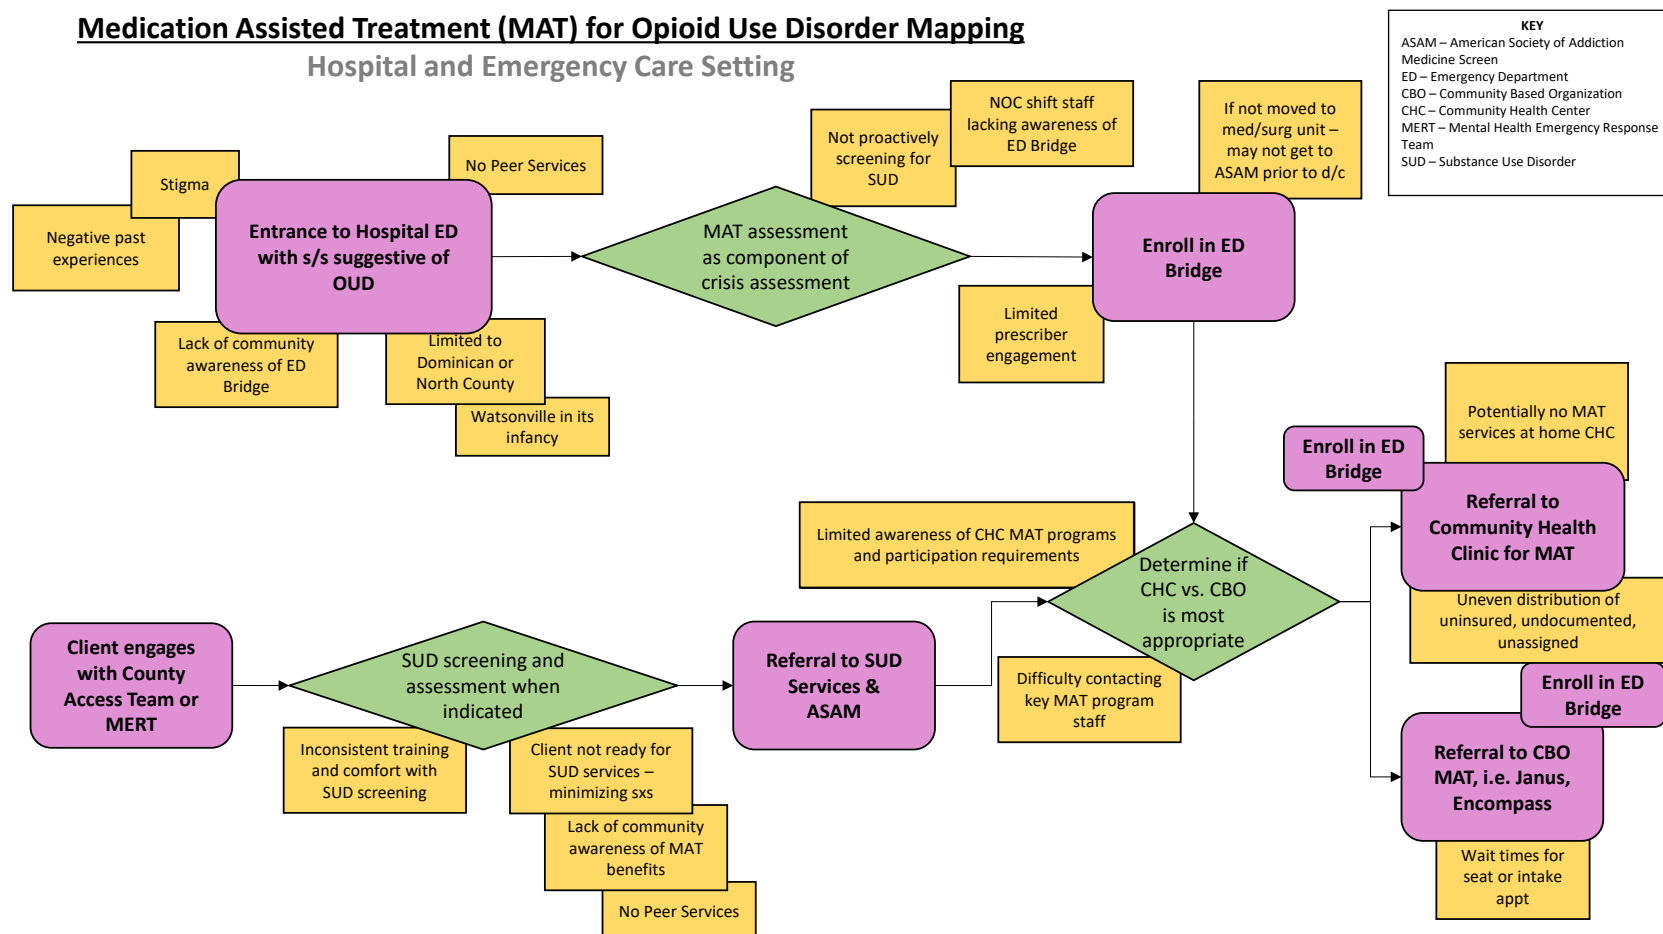 Medication Assisted Treatment (MAT) for Opioid Use Disorder Mapping
Hospital and Emergency Care Setting
KEY
ASAM – American Society of Addiction
Medicine Screen
ED – Emergency Department
CBO – Community Based Organization
CHC – Community Health Center
MERT – Mental Health Emergency Response
Team
SUD – Substance Use Disorder
Negative past
experiences
Stigma
No Peer Services
Entrance to Hospital ED
with s/s suggestive of
OUD
Lack of community
awareness of ED
Bridge
Limited to
Dominican or
North County
Watsonville in its
infancy
Not proactively
screening for
SUD
NOC shift staff
lacking awareness of
ED Bridge
MAT assessment
as component of
crisis assessment
If not moved to
med/surg unit –
may not get to
ASAM prior to d/c
Enroll in ED
Bridge
Limited
prescriber
engagement
Client engages
with County
Access Team or
MERT
SUD screening and
assessment when
indicated
Inconsistent training
and comfort with
SUD screening
Client not ready for
SUD services –
minimizing sxs
Lack of community
awareness of MAT
benefits
No Peer Services
Referral to SUD
Services &
ASAM
Limited awareness of CHC MAT programs
and participation requirements
Determine if
CHC vs. CBO
is most
appropriate
Difficulty contacting
key MAT program
staff
Potentially no MAT
services at home CHC
Enroll in ED
Bridge
Referral to
Community Health
Clinic for MAT
Uneven distribution of
uninsured, undocumented,
unassigned
Enroll in ED
Bridge
Referral to CBO
MAT, i.e. Janus,
Encompass
Wait times for
seat or intake
appt